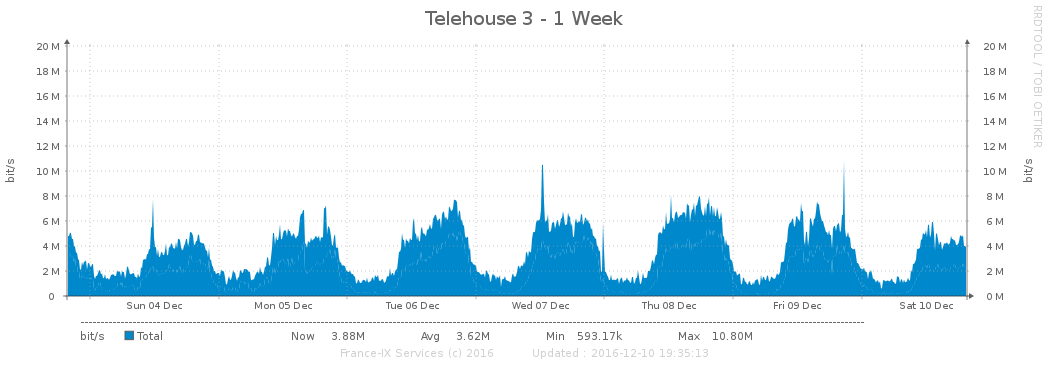 Telehouse 3 - 1 Week
RRDTOOL / TOBI OETIKER
bit/s
20 M
18 M
16 M
14 M
12 M
10 M
8 M
6 M
4 M
2 M
0
20 M
18 M
16 M
14 M
12 M
10 M
8 M
6 M
4 M
2 M
0 M
bit/s
Sun 04 Dec Mon 05 Dec Tue 06 Dec Wed 07 Dec Thu 08 Dec Fri 09 Dec Sat 10 Dec
bit/s Total Now 3.88M Avg 3.62M Min 593.17k Max 10.80M
France-IX Services (c) 2016 Updated : 2016-12-10 19:35:13